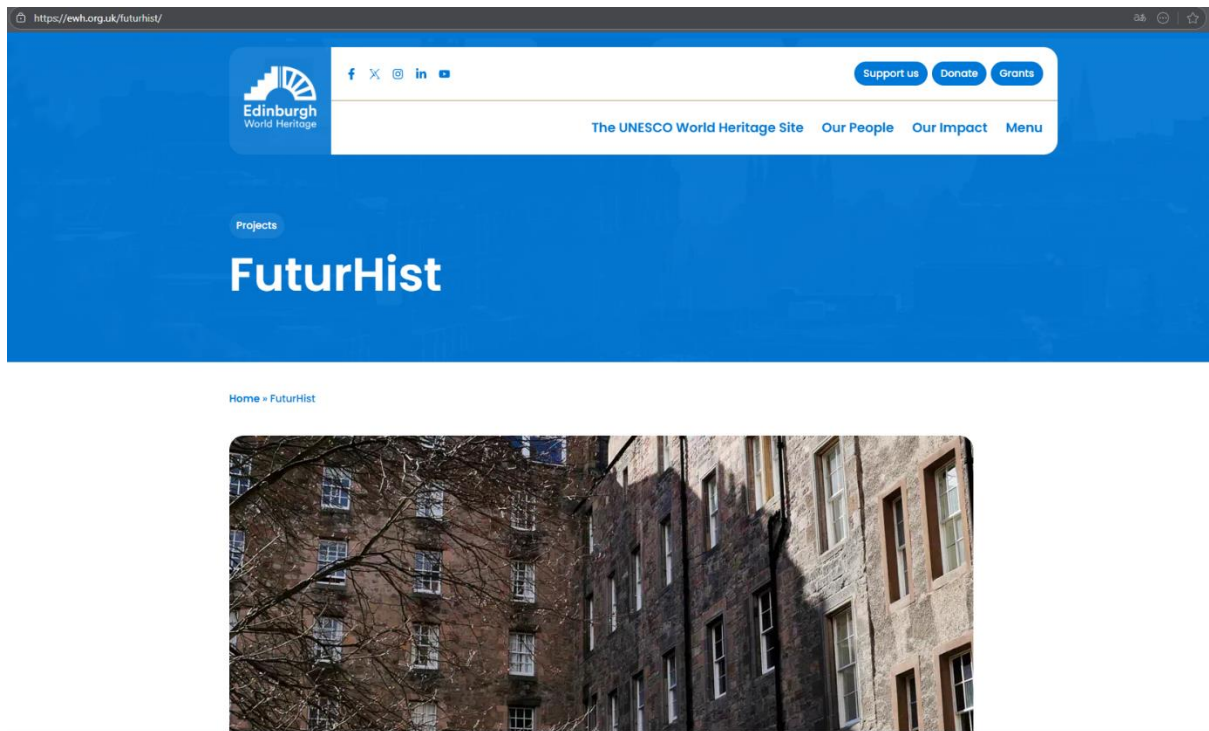 https://ewh.org.uk/futurhist/
Edinburgh
World Heritage
Support us Donate Grants
The UNESCO World Heritage Site Our People Our Impact Menu
Projects
FuturHist
Home » FuturHist